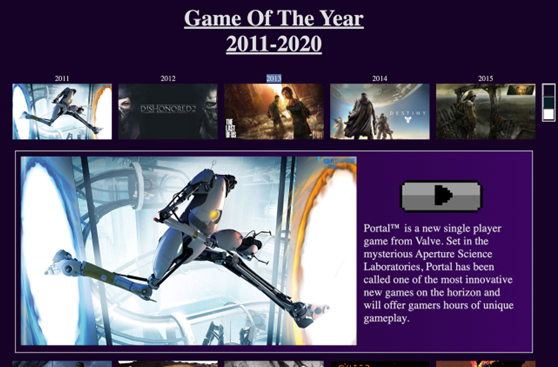 Game Of The Year
2011-2020
2011 2012 2013 2014 2015
DISHONORED 2
THE LAST OF US
DESTINY
Portal™ is a new single player
game from Valve. Set in the
mysterious Aperture Science
Laboratories, Portal has been
called one of the most innovative
new games on the horizon and
will offer gamers hours of unique
gameplay.